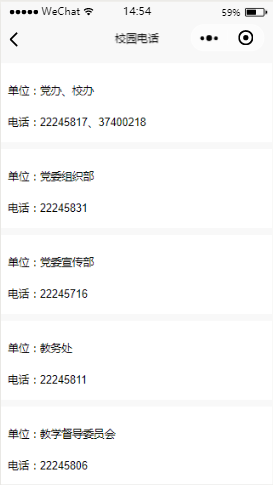 WeChat 14:54 59%
校园电话
单位：党办、校办
电话：22245817、37400218
单位：党委组织部
电话：22245831
单位：党委宣传部
电话：22245716
单位：教务处
电话：22245811
单位：教学督导委员会
电话：22245806